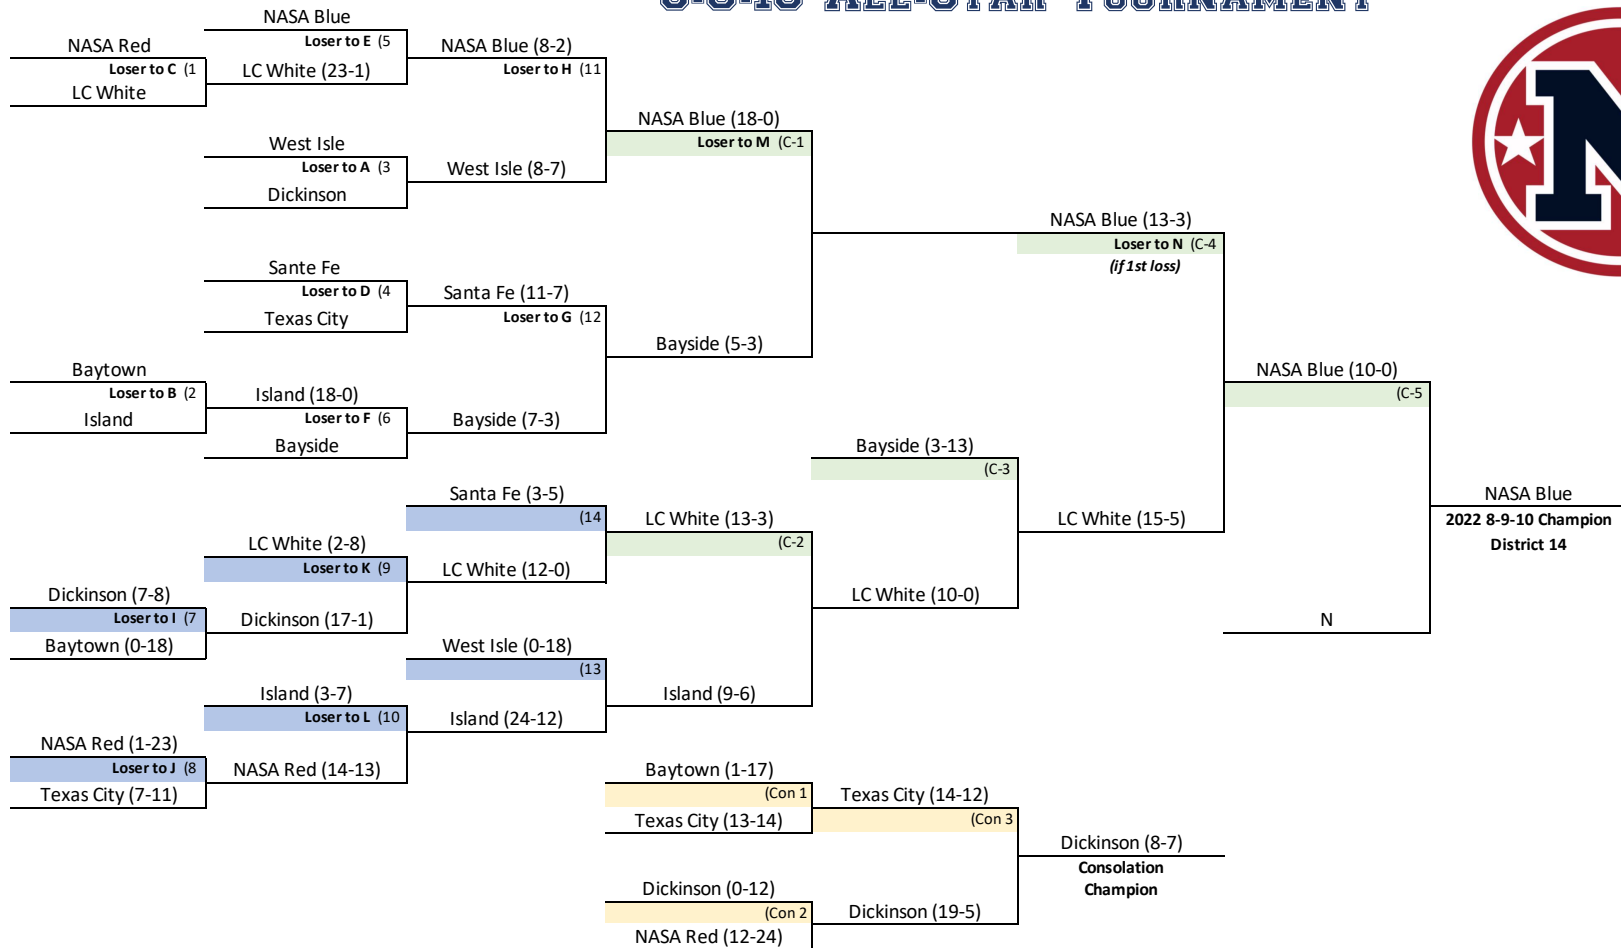 8-9-10 ALL-STAR TOURNAMENT
NASA Blue
Loser to E (5
NASA Red
Loser to C (1
LC White
LC White (23-1)
NASA Blue (8-2)
Loser to H (11
West Isle
Loser to A (3
Dickinson
West Isle (8-7)
NASA Blue (18-0)
Loser to M (C-1
Sante Fe
Loser to D (4
Texas City
Santa Fe (11-7)
Loser to G (12
Baytown
Loser to B (2
Island
Island (18-0)
Loser to F (6
Bayside
Bayside (7-3)
Bayside (5-3)
NASA Blue (13-3)
Loser to N (C-4
(if 1st loss)
N
Bayside (3-13)
(C-3
Santa Fe (3-5)
(14
LC White (13-3)
(C-2
LC White (2-8)
Loser to K (9
LC White (12-0)
Dickinson (7-8)
Loser to I (7
Baytown (0-18)
Dickinson (17-1)
West Isle (0-18)
(13
Island (9-6)
Island (3-7)
Loser to L (10
Island (24-12)
NASA Red (1-23)
Loser to J (8
Texas City (7-11)
NASA Red (14-13)
LC White (10-0)
LC White (15-5)
NASA Blue (10-0)
(C-5
N
NASA Blue
2022 8-9-10 Champion
District 14
Baytown (1-17)
(Con 1
Texas City (13-14)
Texas City (14-12)
(Con 3
Dickinson (0-12)
(Con 2
NASA Red (12-24)
Dickinson (19-5)
Dickinson (8-7)
Consolation
Champion